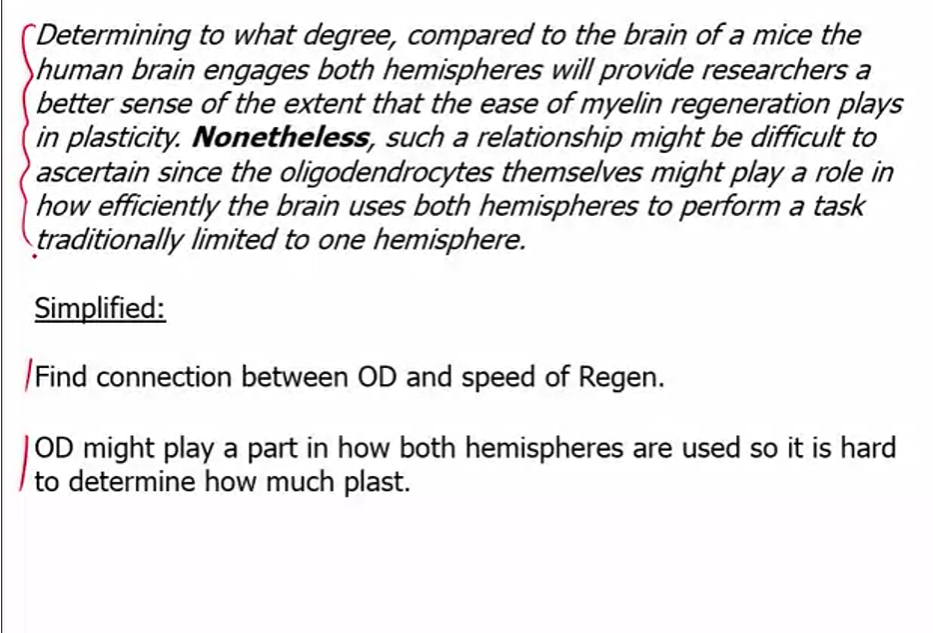 Determining to what degree, compared to the brain of a mice the
human brain engages both hemispheres will provide researchers a
better sense of the extent that the ease of myelin regeneration plays
in plasticity. Nonetheless, such a relationship might be difficult to
ascertain since the oligodendrocytes themselves might play a role in
how efficiently the brain uses both hemispheres to perform a task
traditionally limited to one hemisphere.
Simplified:
Find connection between OD and speed of Regen.
OD might play a part in how both hemispheres are used so it is hard
to determine how much plast.